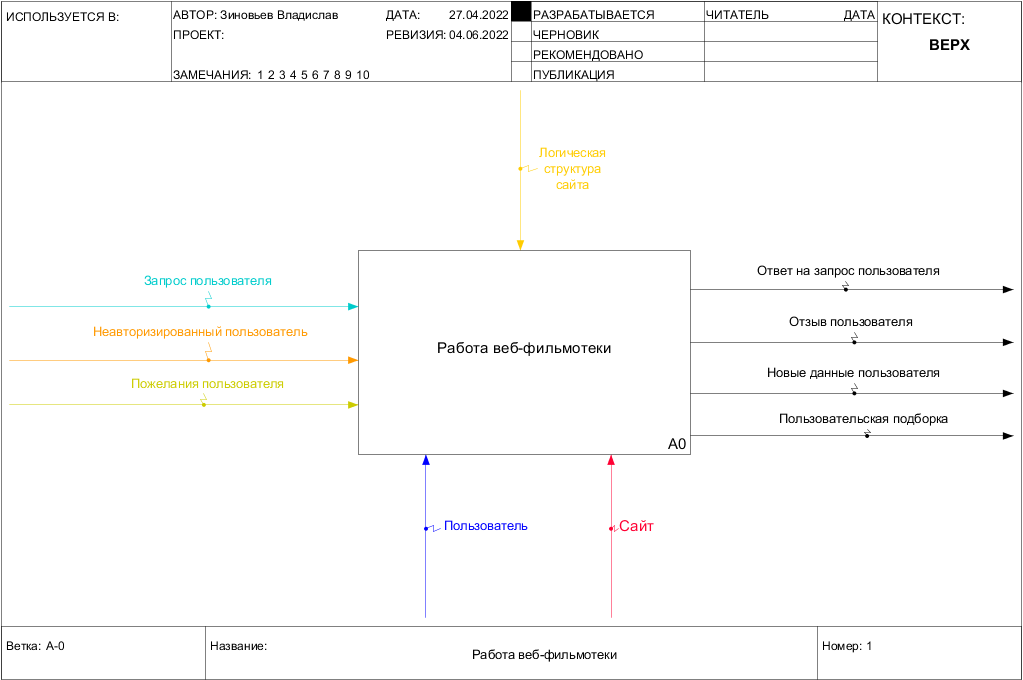 ИСПОЛЬЗУЕТСЯ В:
АВТОР: Зиновьев Владислав
ДАТА: 27.04.2022
ПРОЕКТ:
РЕВИЗИЯ: 04.06.2022
ЗАМЕЧАНИЯ: 1 2 3 4 5 6 7 8 9 10
РАЗРАБАТЫВАЕТСЯ
ЧЕРНОВИК
РЕКОМЕНДОВАНО
ПУБЛИКАЦИЯ
ЧИТАТЕЛЬ
ДАТА
КОНТЕКСТ:
ВЕРХ
Логическая
структура
сайта
Запрос пользователя
Неавторизированный пользователь
Пожелания пользователя
Работа веб-фильмотеки
A0
Ответ на запрос пользователя
Отзыв пользователя
Новые данные пользователя
Пользовательская подборка
Пользователь
Сайт
Ветка: A-0
Название:
Работа веб-фильмотеки
Номер: 1